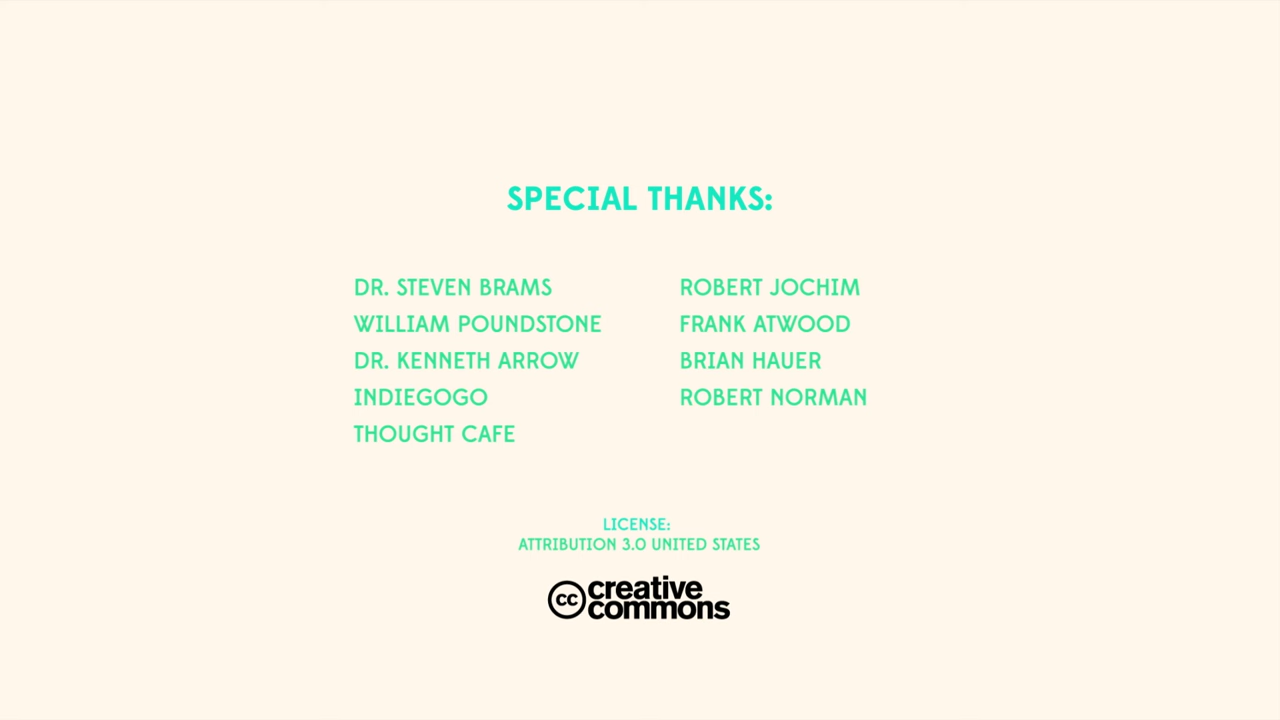 SPECIAL THANKS:
DR. STEVEN BRAMS
WILLIAM POUNDSTONE
DR. KENNETH ARROW
INDIEGOGO
THOUGHT CAFE
ROBERT JOCHIM
FRANK ATWOOD
BRIAN HAUER
ROBERT NORMAN
LICENSE:
ATTRIBUTION 3.0 UNITED STATES
cc creative
commons